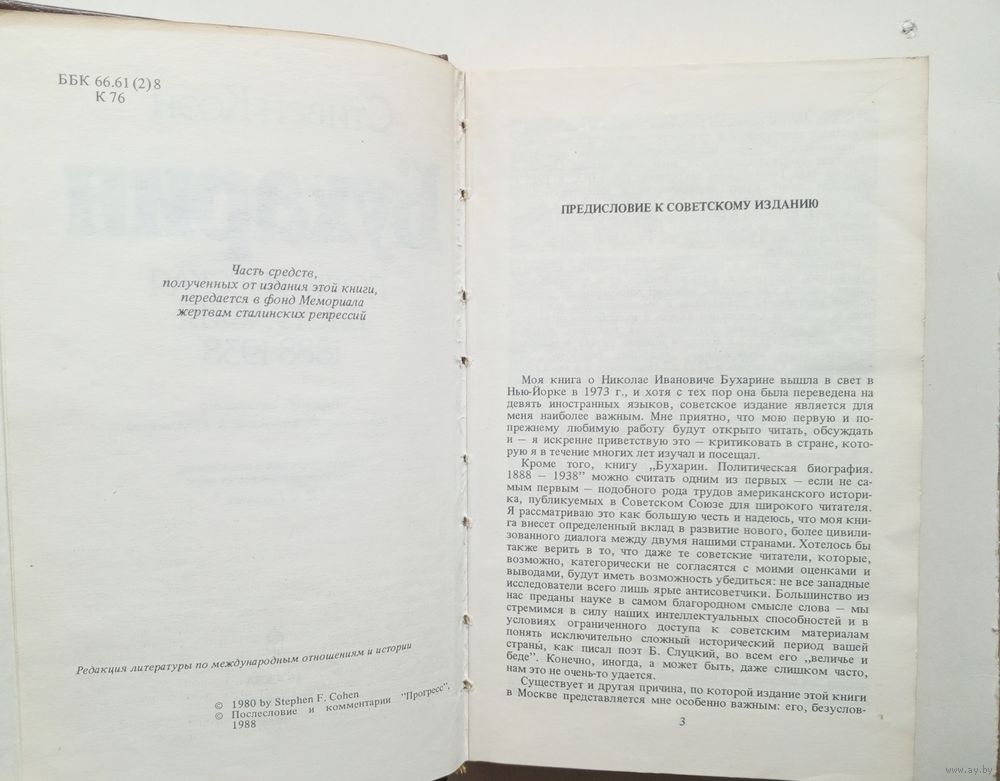 ББК 66.61(2)8
К 76
Часть средств,
полученных от издания этой книги,
передается в фонд Мемориала
жертвам сталинских репрессий
Редакция литературы по международным отношениям и истории
© 1980 by Stephen F. Cohen
© Послесловие и комментарии "Прогресс",
1988
ПРЕДИСЛОВИЕ К СОВЕТСКОМУ ИЗДАНИЮ
Моя книга о Николае Ивановиче Бухарине вышла в свет в
Нью-Йорке в 1973 г., и хотя с тех пор она была переведена на
девять иностранных языков, советское издание является для
меня наиболее важным. Мне приятно, что мою первую и по-
прежнему любимую работу будут открыто читать, обсуждать
и — я искренне приветствую это — критиковать в стране, кото-
рую я в течение многих лет изучал и посещал.
Кроме того, книгу „Бухарин. Политическая биография.
1888 — 1938” можно считать одним из первых — если не са-
мым первым — подобного рода трудов американского истори-
ка, публикуемых в Советском Союзе для широкого читателя.
Я рассматриваю это как большую честь и надеюсь, что моя кни-
га внесет определенный вклад в развитие нового, более цивили-
зованного диалога между двумя нашими странами. Хотелось бы
также верить в то, что даже те советские читатели, которые,
возможно, категорически не согласятся с моими оценками и
выводами, будут иметь возможность убедиться: не все западные
исследователи всего лишь ярые антисоветчики. Большинство из
нас преданы науке в самом благородном смысле слова — мы
стремимся в силу наших интеллектуальных способностей и в
условиях ограниченного доступа к советским материалам
понять исключительно сложный исторический период вашей
страны, как писал поэт Б. Слуцкий, во всем его „величье и
беде”. Конечно, иногда, а может быть, даже слишком часто,
нам это не очень-то удается.
Существует и другая причина, по которой издание этой книги
в Москве представляется мне особенно важным: его, безуслов-
3
www.ay.by